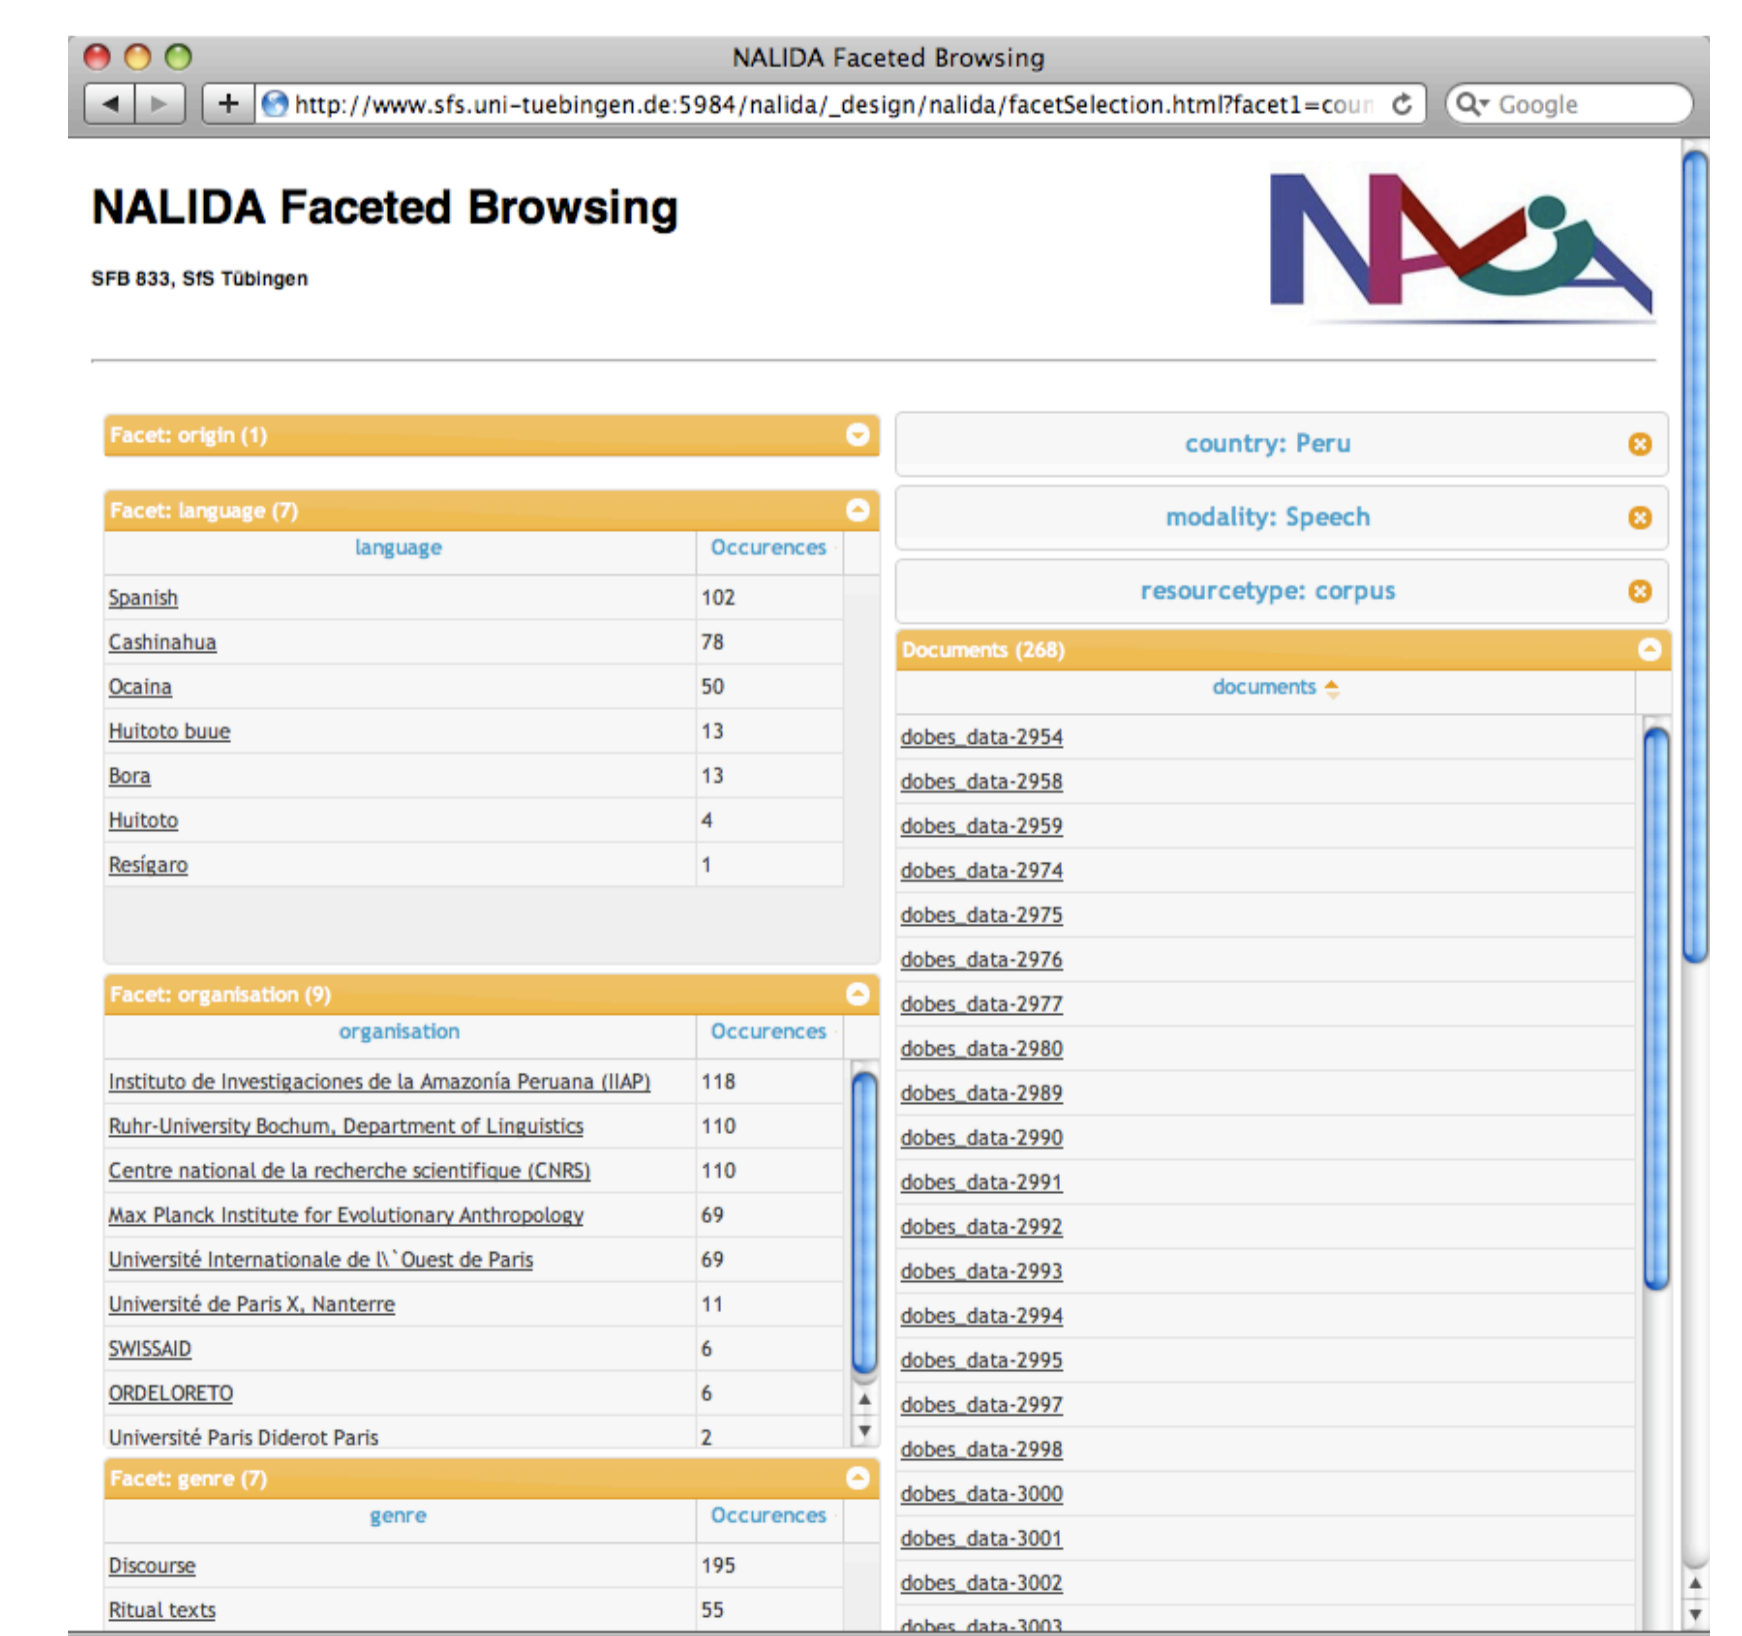 NALIDA Faceted Browsing
http://www.sfs.uni-tuebingen.de:5984/nalida/_design/nalida/facetSelection.html?facet1=coun
Google
NALIDA Faceted Browsing
NALIDA
SFB 833, SfS Tübingen
Facet: origin (1)
Facet: language (7)
language Occurences
Spanish 102
Cashinahua 78
Ocaina 50
Huitoto buue 13
Bora 13
Huitoto 4
Resígaro 1
Facet: organisation (9)
organisation Occurences
Instituto de Investigaciones de la Amazonía Peruana (IIAP) 118
Ruhr-University Bochum, Department of Linguistics 110
Centre national de la recherche scientifique (CNRS) 110
Max Planck Institute for Evolutionary Anthropology 69
Université Internationale de l\`Ouest de Paris 69
Université de Paris X, Nanterre 11
SWISSAID 6
ORDELORETO 6
Université Paris Diderot Paris 2
Facet: genre (7)
genre Occurences
Discourse 195
Ritual texts 55
country: Peru
modality: Speech
resourcetype: corpus
Documents (268)
documents
dobes_data-2954
dobes_data-2958
dobes_data-2959
dobes_data-2974
dobes_data-2975
dobes_data-2976
dobes_data-2977
dobes_data-2980
dobes_data-2989
dobes_data-2990
dobes_data-2991
dobes_data-2992
dobes_data-2993
dobes_data-2994
dobes_data-2995
dobes_data-2997
dobes_data-2998
dobes_data-3000
dobes_data-3001
dobes_data-3002
dobes_data-3003